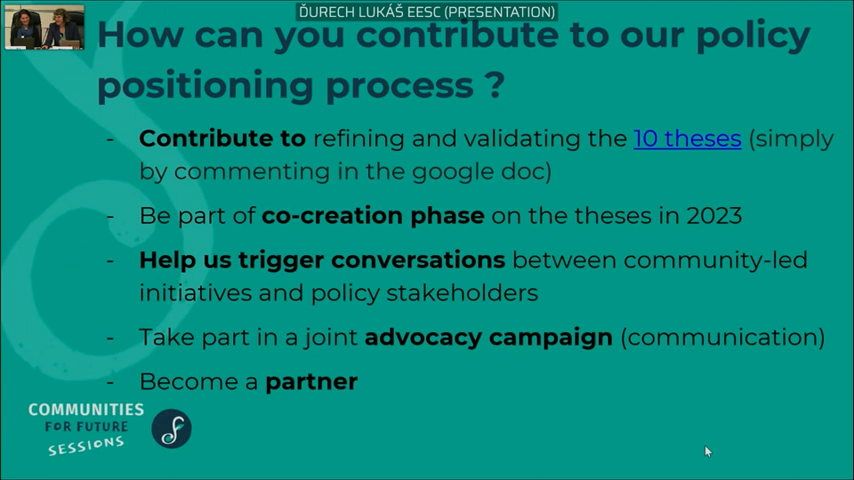 ĎURECH LUKÁŠ EESC (PRESENTATION)
How can you contribute to our policy
positioning process ?
- Contribute to refining and validating the 10 theses (simply
by commenting in the google doc)
- Be part of co-creation phase on the theses in 2023
- Help us trigger conversations between community-led
initiatives and policy stakeholders
- Take part in a joint advocacy campaign (communication)
- Become a partner
COMMUNITIES
FOR FUTURE
SESSIONS